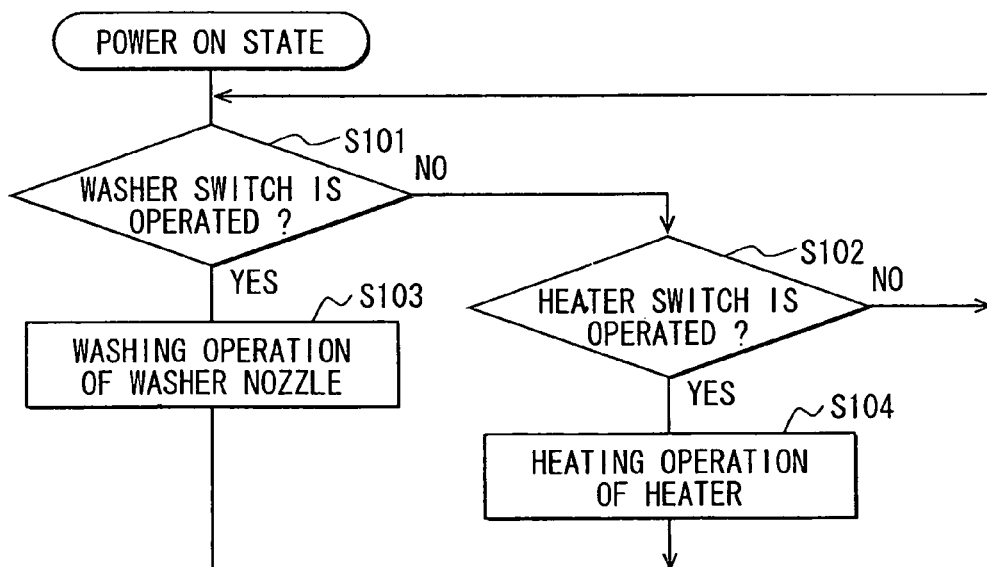 POWER ON STATE
S101
WASHER SWITCH IS
OPERATED ?
NO
YES
S102
HEATER SWITCH IS
OPERATED ?
NO
YES
S103
WASHING OPERATION
OF WASHER NOZZLE
S104
HEATING OPERATION
OF HEATER